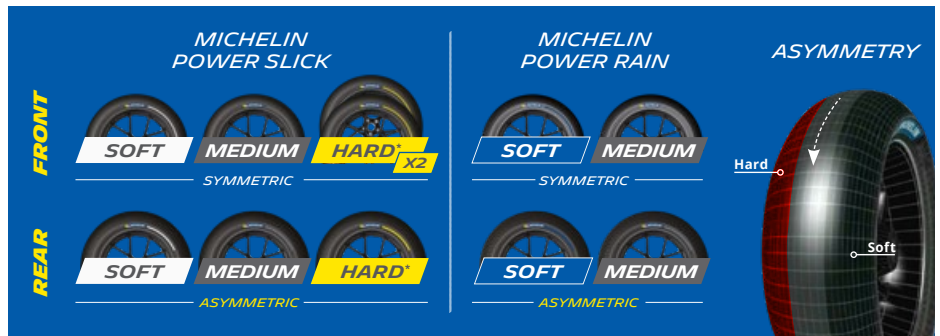 MICHELIN
POWER SLICK
MICHELIN
POWER RAIN
ASYMMETRY
FRONT
SOFT
MEDIUM
HARD*
X2
SYMMETRIC
SOFT
MEDIUM
SYMMETRIC
Hard
Soft
REAR
SOFT
MEDIUM
HARD*
ASYMMETRIC
SOFT
MEDIUM
ASYMMETRIC